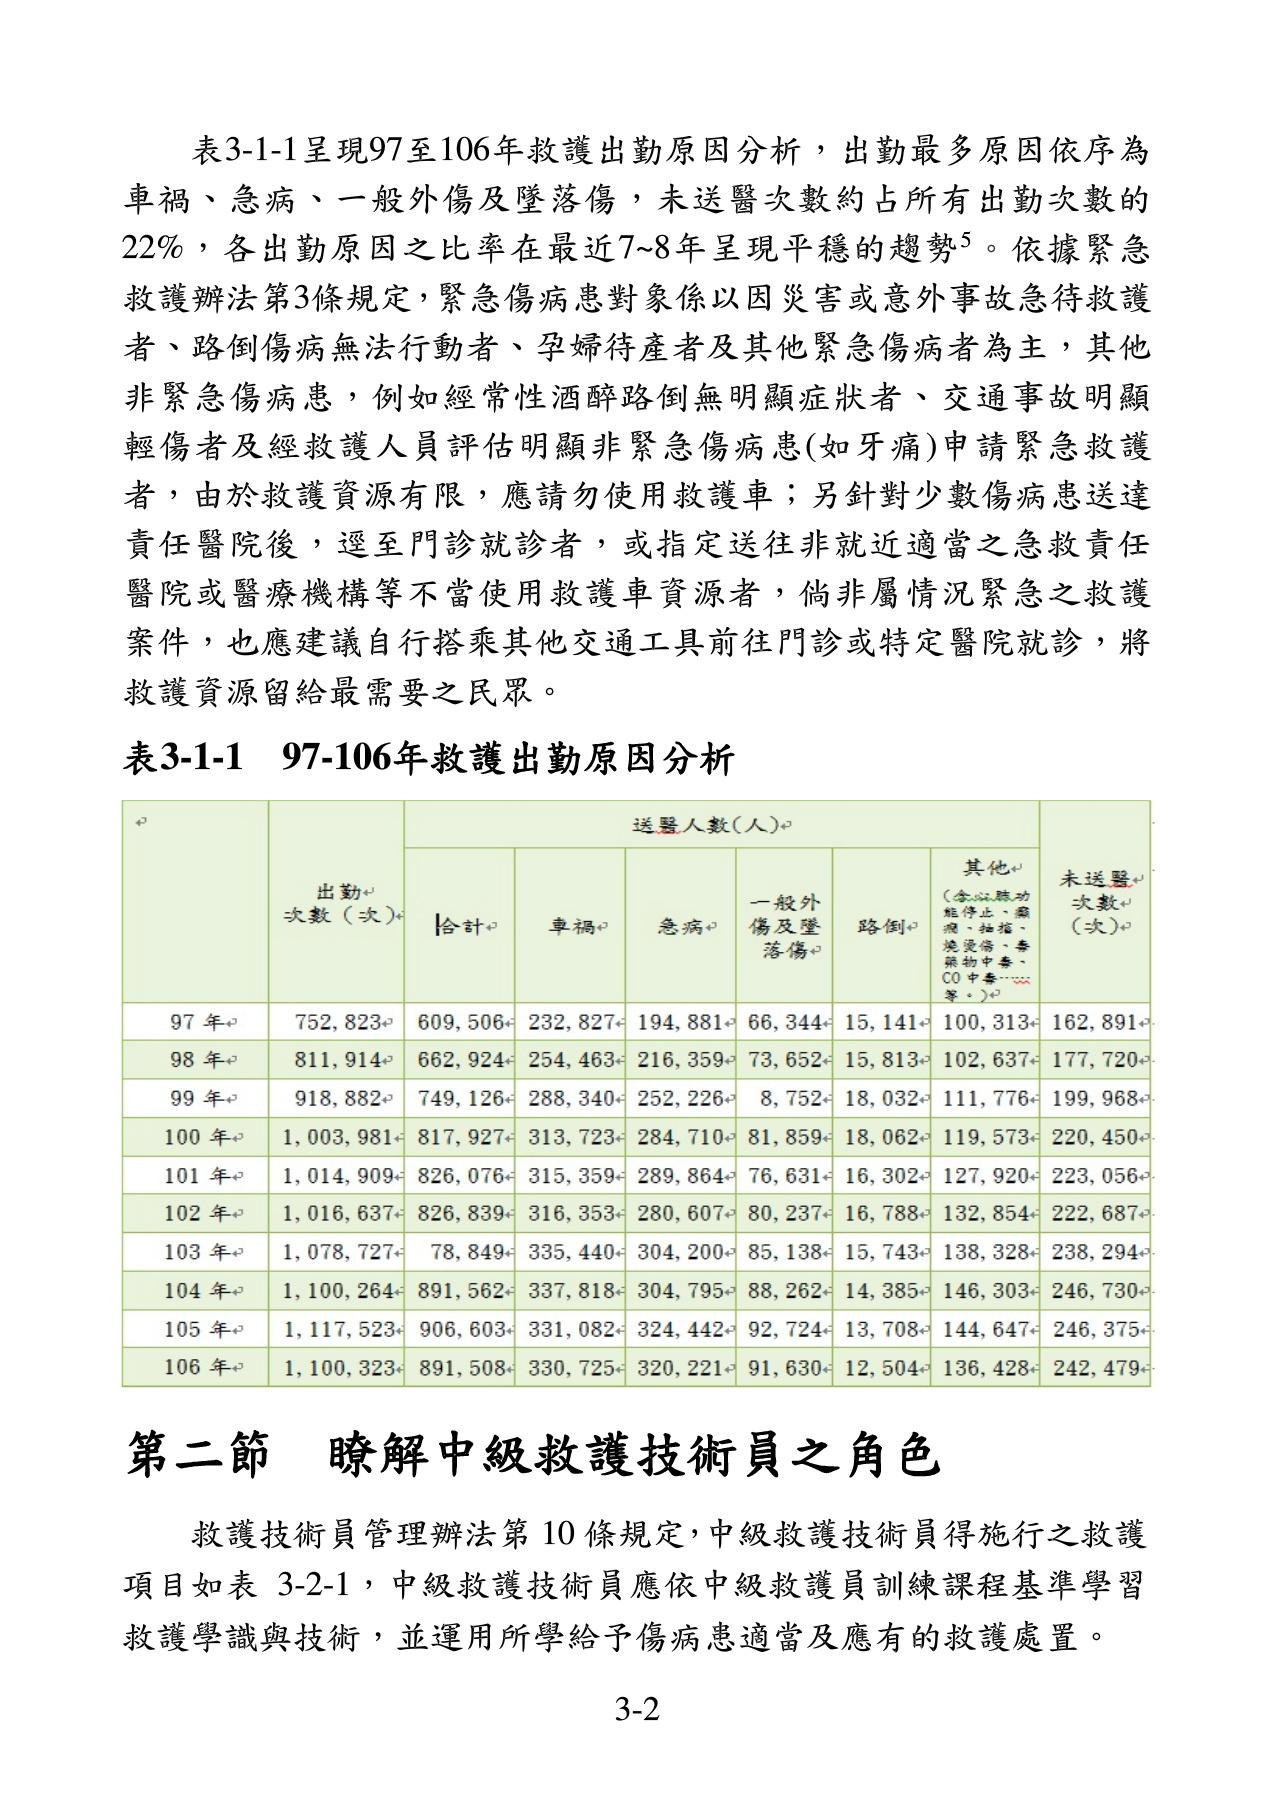 表3-1-1呈現97至106年救護出勤原因分析，出勤最多原因依序為
車禍、急病、一般外傷及墜落傷，未送醫次數約占所有出勤次數的
22%，各出勤原因之比率在最近7~8年呈現平穩的趨勢5。依據緊急
救護辦法第3條規定，緊急傷病患對象係以因災害或意外事故急待救護
者、路倒傷病無法行動者、孕婦待產者及其他緊急傷病者為主，其他
非緊急傷病患，例如經常性酒醉路倒無明顯症狀者、交通事故明顯
輕傷者及經救護人員評估明顯非緊急傷病患(如牙痛)申請緊急救護
者，由於救護資源有限，應請勿使用救護車；另針對少數傷病患送達
責任醫院後，逕至門診就診者，或指定送往非就近適當之急救責任
醫院或醫療機構等不當使用救護車資源者，倘非屬情況緊急之救護
案件，也應建議自行搭乘其他交通工具前往門診或特定醫院就診，將
救護資源留給最需要之民眾。
表3-1-1　97-106年救護出勤原因分析
送醫人數(人)
出勤
次數（次）
合計
車禍
急病
一般外
傷及墜
落傷
路倒
其他
(含心肺功
能停止、癲
癇、抽搐、
燒燙傷、毒
藥物中毒、
CO 中毒……
等。)
未送醫
次數
(次)
97 年 752,823 609,506 232,827 194,881 66,344 15,141 100,313 162,891
98 年 811,914 662,924 254,463 216,359 73,652 15,813 102,637 177,720
99 年 918,882 749,126 288,340 252,226 8,752 18,032 111,776 199,968
100 年 1,003,981 817,927 313,723 284,710 81,859 18,062 119,573 220,450
101 年 1,014,909 826,076 315,359 289,864 76,631 16,302 127,920 223,056
102 年 1,016,637 826,839 316,353 280,607 80,237 16,788 132,854 222,687
103 年 1,078,727 78,849 335,440 304,200 85,138 15,743 138,328 238,294
104 年 1,100,264 891,562 337,818 304,795 88,262 14,385 146,303 246,730
105 年 1,117,523 906,603 331,082 324,442 92,724 13,708 144,647 246,375
106 年 1,100,323 891,508 330,725 320,221 91,630 12,504 136,428 242,479
第二節　瞭解中級救護技術員之角色
救護技術員管理辦法第 10 條規定，中級救護技術員得施行之救護
項目如表 3-2-1，中級救護技術員應依中級救護員訓練課程基準學習
救護學識與技術，並運用所學給予傷病患適當及應有的救護處置。
3-2